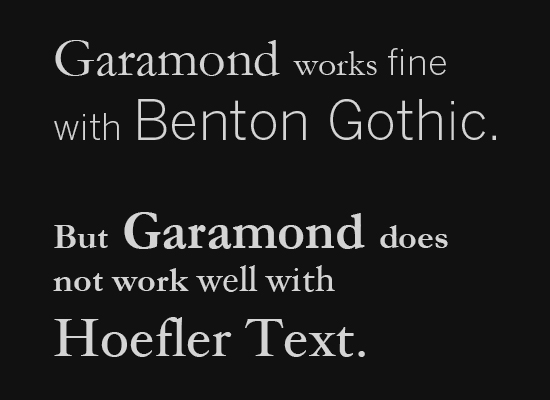 Garamond works fine
with Benton Gothic.
But Garamond does
not work well with
Hoefler Text.